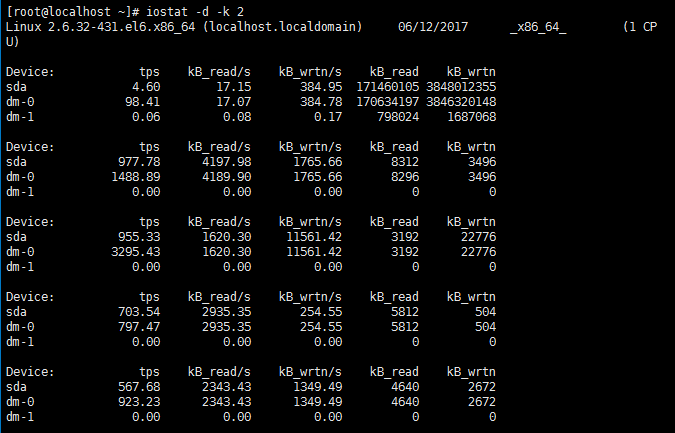 [root@localhost ~]# iostat -d -k 2
Linux 2.6.32-431.el6.x86_64 (localhost.localdomain)     06/12/2017      _x86_64_        (1 CP
U)

Device:            tps    kB_read/s    kB_wrtn/s    kB_read    kB_wrtn
sda               4.60        17.15       384.95  171460105 3848012355
dm-0             98.41        17.07       384.78  170634197 3846320148
dm-1              0.06         0.08         0.17     798024    1687068

Device:            tps    kB_read/s    kB_wrtn/s    kB_read    kB_wrtn
sda             977.78      4197.98      1765.66       8312       3496
dm-0           1488.89      4189.90      1765.66       8296       3496
dm-1              0.00         0.00         0.00          0          0

Device:            tps    kB_read/s    kB_wrtn/s    kB_read    kB_wrtn
sda             955.33      1620.30     11561.42       3192      22776
dm-0           3295.43      1620.30     11561.42       3192      22776
dm-1              0.00         0.00         0.00          0          0

Device:            tps    kB_read/s    kB_wrtn/s    kB_read    kB_wrtn
sda             703.54      2935.35       254.55       5812        504
dm-0            797.47      2935.35       254.55       5812        504
dm-1              0.00         0.00         0.00          0          0

Device:            tps    kB_read/s    kB_wrtn/s    kB_read    kB_wrtn
sda             567.68      2343.43      1349.49       4640       2672
dm-0            923.23      2343.43      1349.49       4640       2672
dm-1              0.00         0.00         0.00          0          0